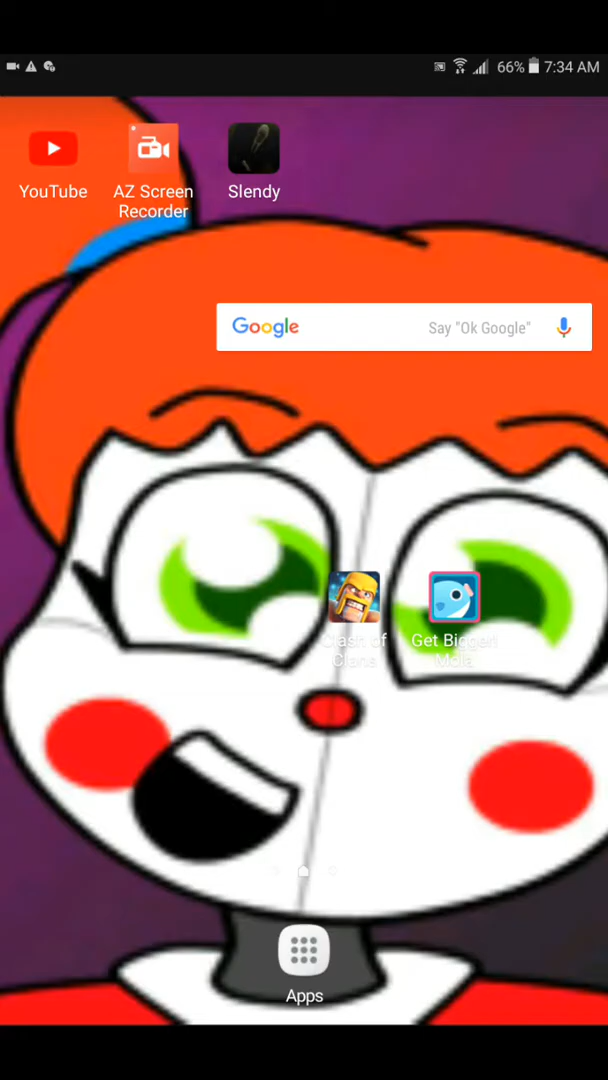 66% 7:34 AM
YouTube
AZ Screen
Recorder
Slendy
Google Say "Ok Google"
Clash of
Clans
Get Bigger!
Mola
Apps